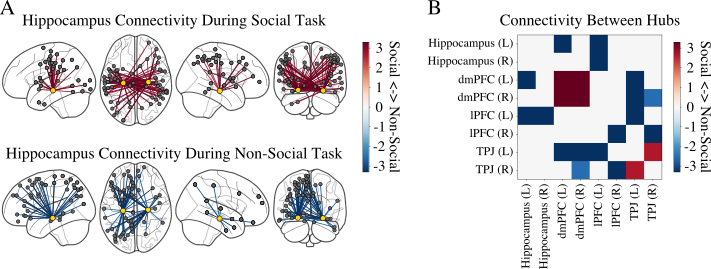 A
Hippocampus Connectivity During Social Task
3
2
1
0
-1
-2
-3
Social <-> Non-Social
Hippocampus Connectivity During Non-Social Task
B
Connectivity Between Hubs
Hippocampus (L)
Hippocampus (R)
dmPFC (L)
dmPFC (R)
lPFC (L)
lPFC (R)
TPJ (L)
TPJ (R)
Hippocampus (L)
Hippocampus (R)
dmPFC (L)
dmPFC (R)
lPFC (L)
lPFC (R)
TPJ (L)
TPJ (R)
3
2
1
0
-1
-2
-3
Social <-> Non-Social